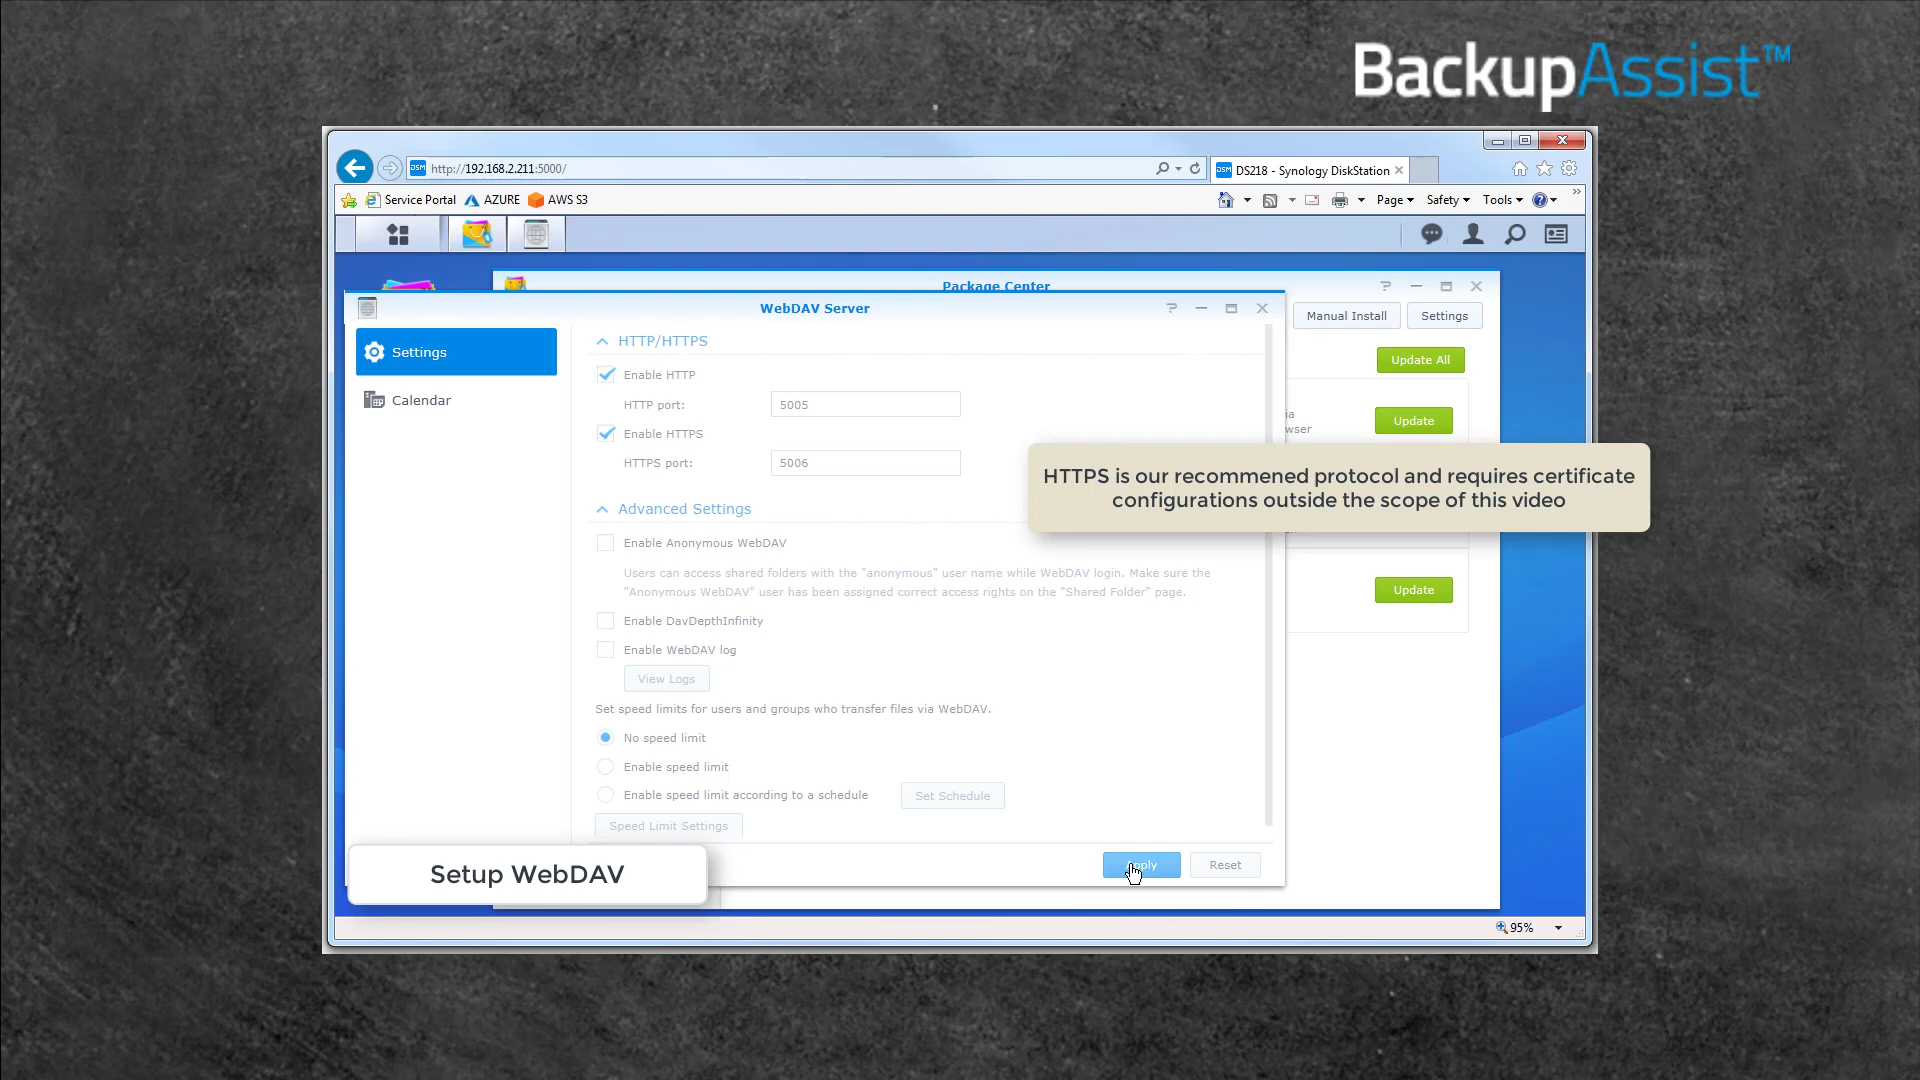 BackupAssist™
http://192.168.2.211:5000/
DS218 - Synology DiskStation
Service Portal AZURE AWS S3
Page Safety Tools
Package Center
WebDAV Server
Manual Install Settings
Settings
Calendar
HTTP/HTTPS
Enable HTTP
HTTP port: 5005
Enable HTTPS
HTTPS port: 5006
Advanced Settings
Enable Anonymous WebDAV
Users can access shared folders with the "anonymous" user name while WebDAV login. Make sure the
"Anonymous WebDAV" user has been assigned correct access rights on the "Shared Folder" page.
Enable DavDepthInfinity
Enable WebDAV log
View Logs
Set speed limits for users and groups who transfer files via WebDAV.
No speed limit
Enable speed limit
Enable speed limit according to a schedule Set Schedule
Speed Limit Settings
Apply Reset
Update All
Update
Update
HTTPS is our recommened protocol and requires certificate
configurations outside the scope of this video
Setup WebDAV
95%